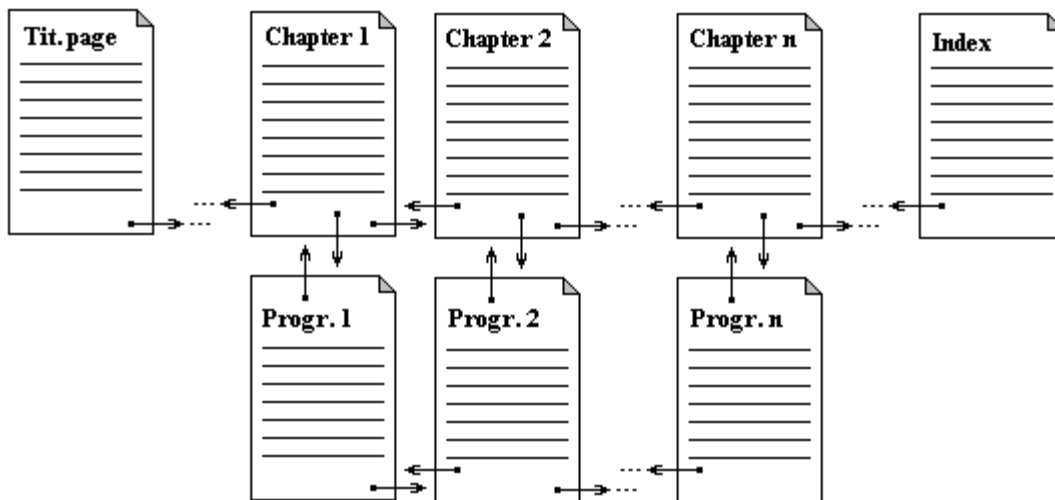 Tit. page
Chapter 1
Chapter 2
Chapter n
Index
Progr. 1
Progr. 2
Progr. n